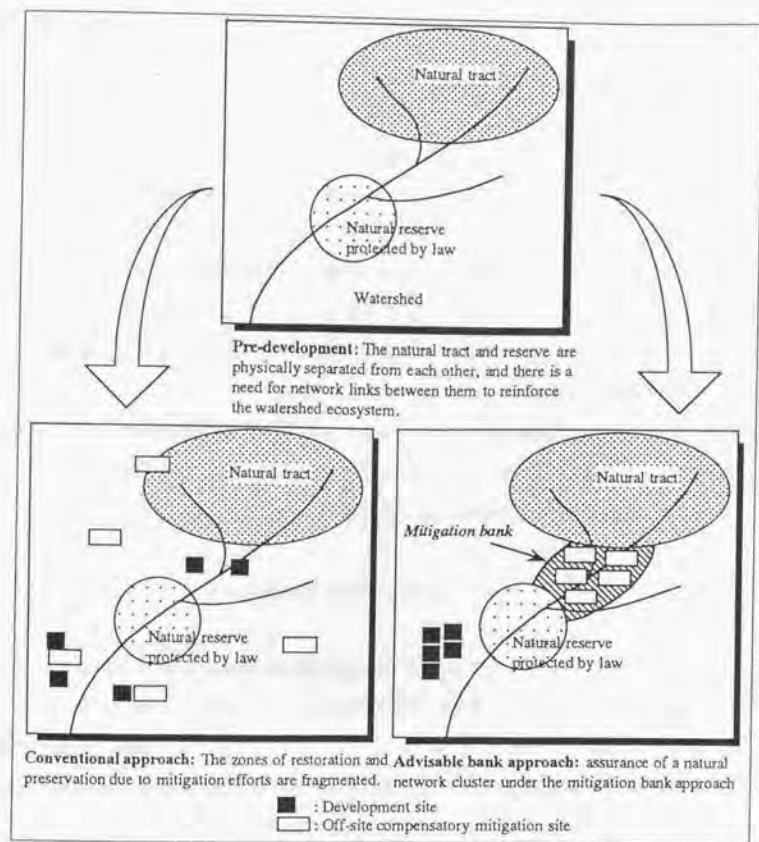 Natural tract
Natural reserve
protected by law
Watershed
Pre-development: The natural tract and reserve are
physically separated from each other, and there is a
need for network links between them to reinforce
the watershed ecosystem.
Natural tract
Natural reserve
protected by law
Conventional approach: The zones of restoration and
preservation due to mitigation efforts are fragmented.
Natural tract
Mitigation bank
Natural reserve
protected by law
Advisable bank approach: assurance of a natural
network cluster under the mitigation bank approach
: Development site
: Off-site compensatory mitigation site